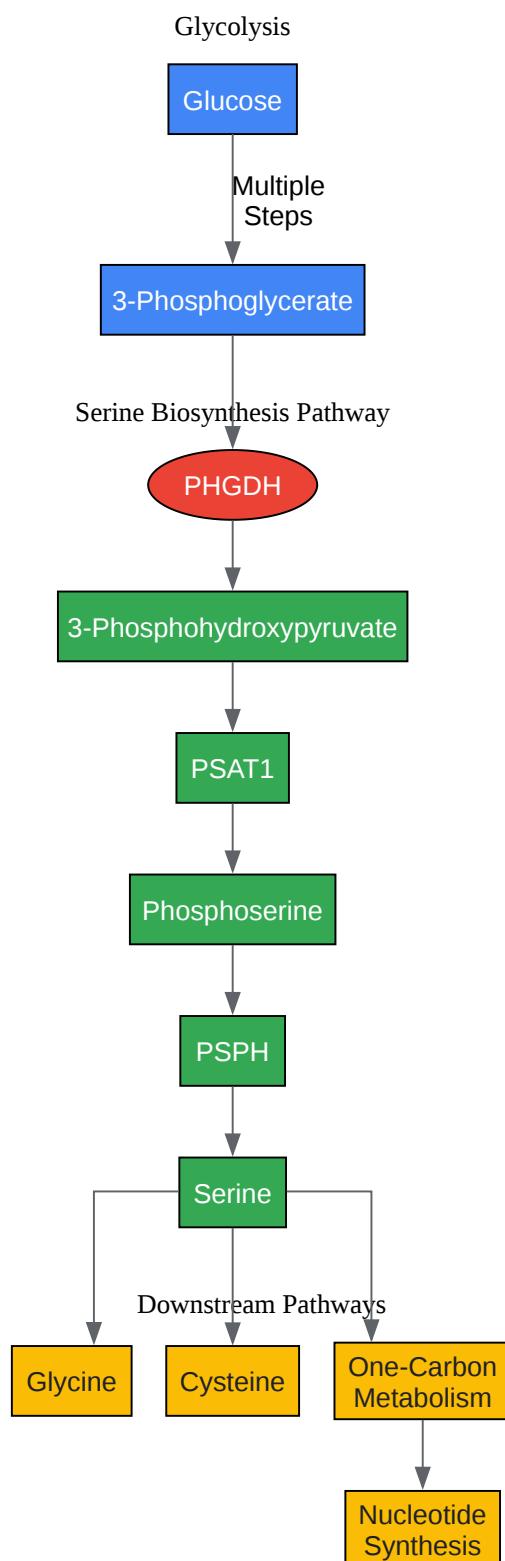 Glycolysis
Glucose
Multiple
Steps
3-Phosphoglycerate
Serine Biosynthesis Pathway
PHGDH
3-Phosphohydroxypyruvate
PSAT1
Phosphoserine
PSPH
Serine
Downstream Pathways
Glycine
Cysteine
One-Carbon
Metabolism
Nucleotide
Synthesis